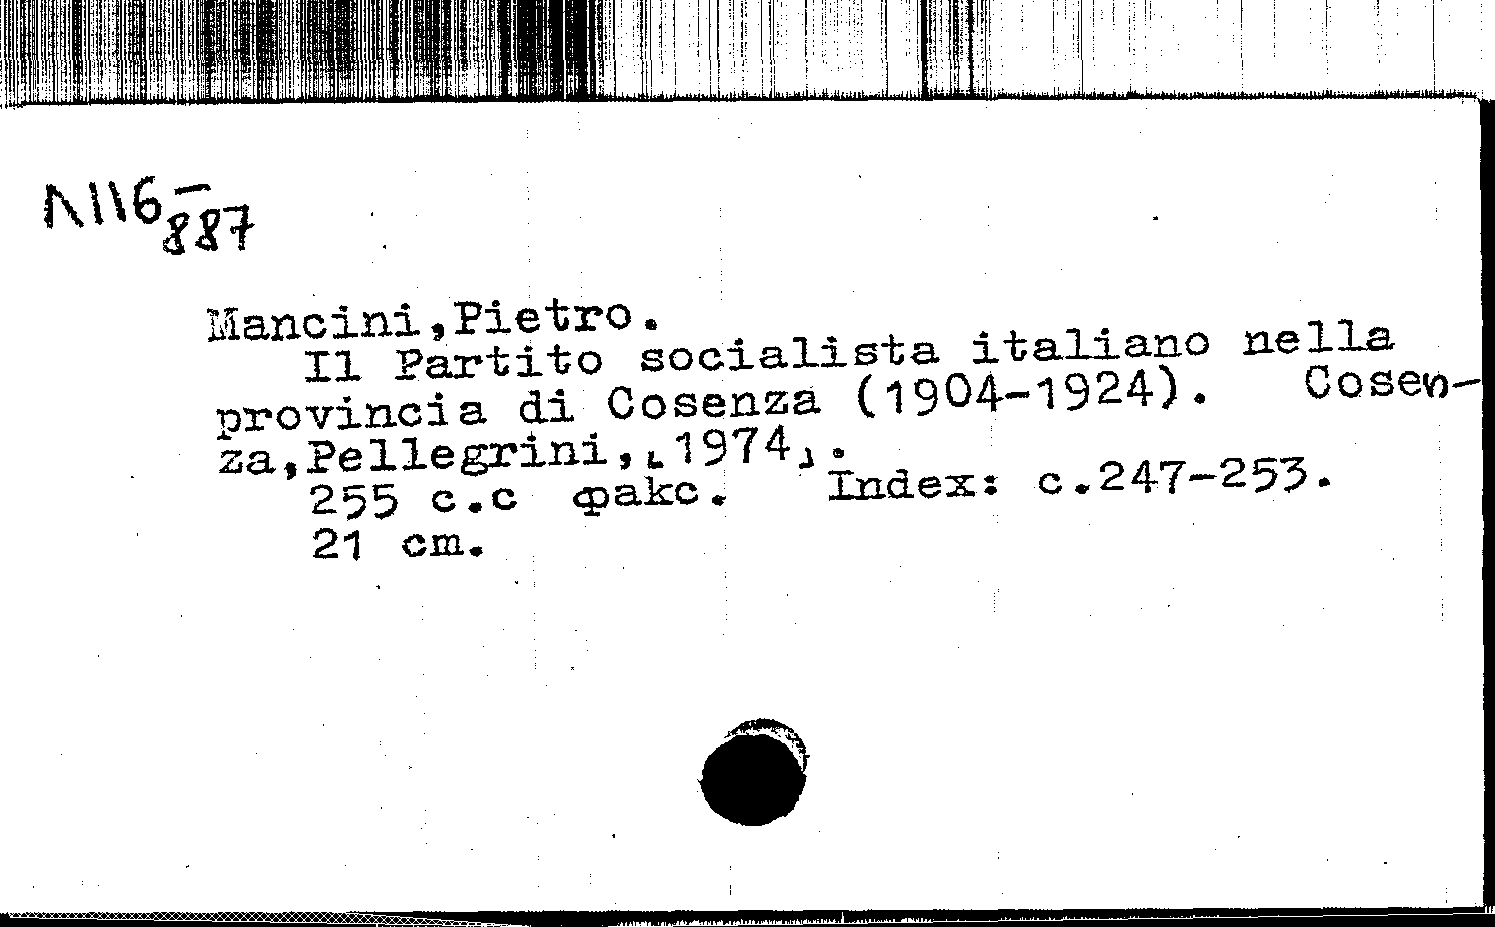 Л116-
887
Mancini,Pietro.
Il Partito socialista italiano nella
provincia di Cosenza (1904-1924). Cosen-
za,Pellegrini,⌞1974⌟.
255 c.с факс. Index: c.247-253.
21 cm.